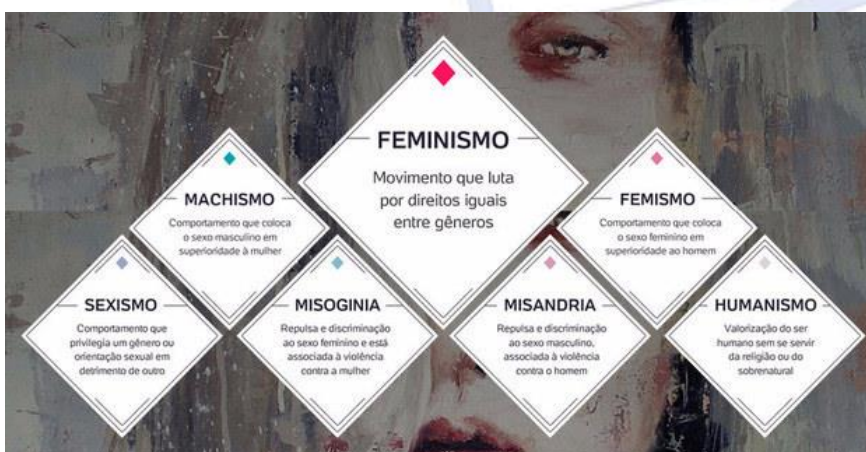 FEMINISMO
Movimento que luta
por direitos iguais
entre gêneros
MACHISMO
Comportamento que coloca
o sexo masculino em
superioridade à mulher
FEMISMO
Comportamento que coloca
o sexo feminino em
superioridade ao homem
SEXISMO
Comportamento que
privilegia um gênero ou
orientação sexual em
detrimento de outro
MISOGINIA
Repulsa e discriminação
ao sexo feminino e está
associada à violência
contra a mulher
MISANDRIA
Repulsa e discriminação
ao sexo masculino,
associada à violência
contra o homem
HUMANISMO
Valorização do ser
humano sem se servir
da religião ou do
sobrenatural